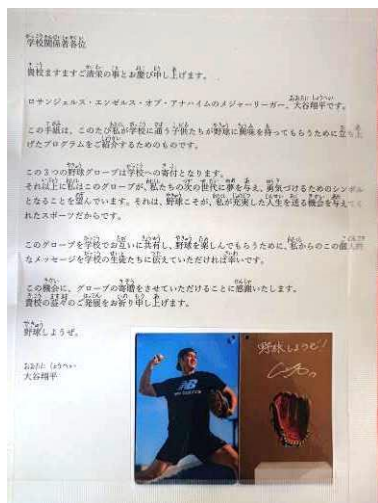 学校関係者各位
貴校ますますご清栄の事とお慶び申し上げます。
ロサンジェルス・エンゼルス・オブ・アナハイムのメジャーリーガー、大谷翔平です。
この手紙は、このたび私が学校に通う子供たちが野球に興味を持ってもらうために立ち上
げたプログラムをご紹介するためのものです。
この3つの野球グローブは学校への寄付となります。
それ以上に私はこのグローブが、私たちの次の世代に夢を与え、勇気づけるためのシンボル
となることを望んでいます。それは、野球こそが、私が充実した人生を送る機会を与えてく
れたスポーツだからです。
このグローブを学校でお互いに共有し、野球を楽しんでもらうために、私からのこの個人的
なメッセージを学校の生徒たちに伝えていただければ幸いです。
この機会に、グローブの寄贈をさせていただけることに感謝いたします。
貴校の益々のご発展をお祈り申し上げます。
野球しようぜ。
大谷翔平
野球しようぜ!
NB